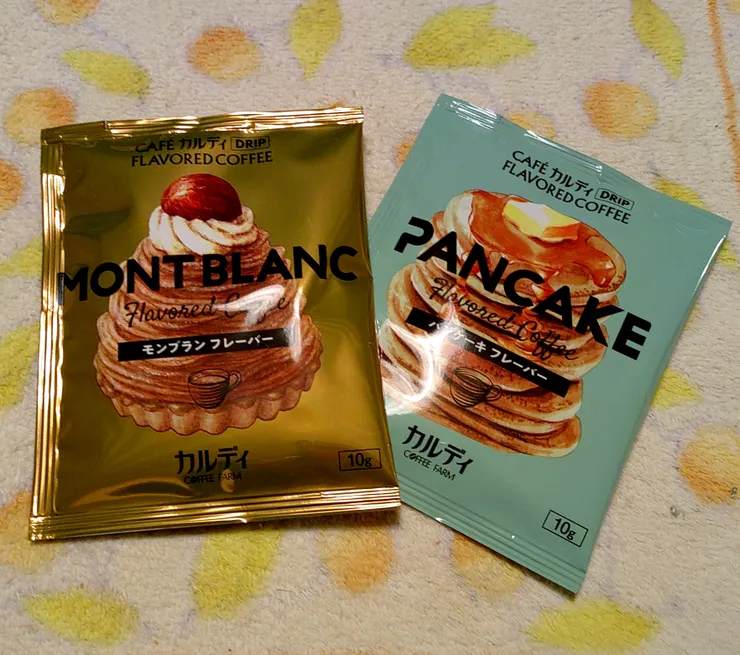 CAFÉ カルディ DRIP
FLAVORED COFFEE
MONT BLANC
Flavored Coffee
モンブラン フレーバー
カルディ
COFFEE FARM
10g
CAFÉ カルディ DRIP
FLAVORED COFFEE
PANCAKE
Flavored Coffee
パンケーキ フレーバー
カルディ
COFFEE FARM
10g